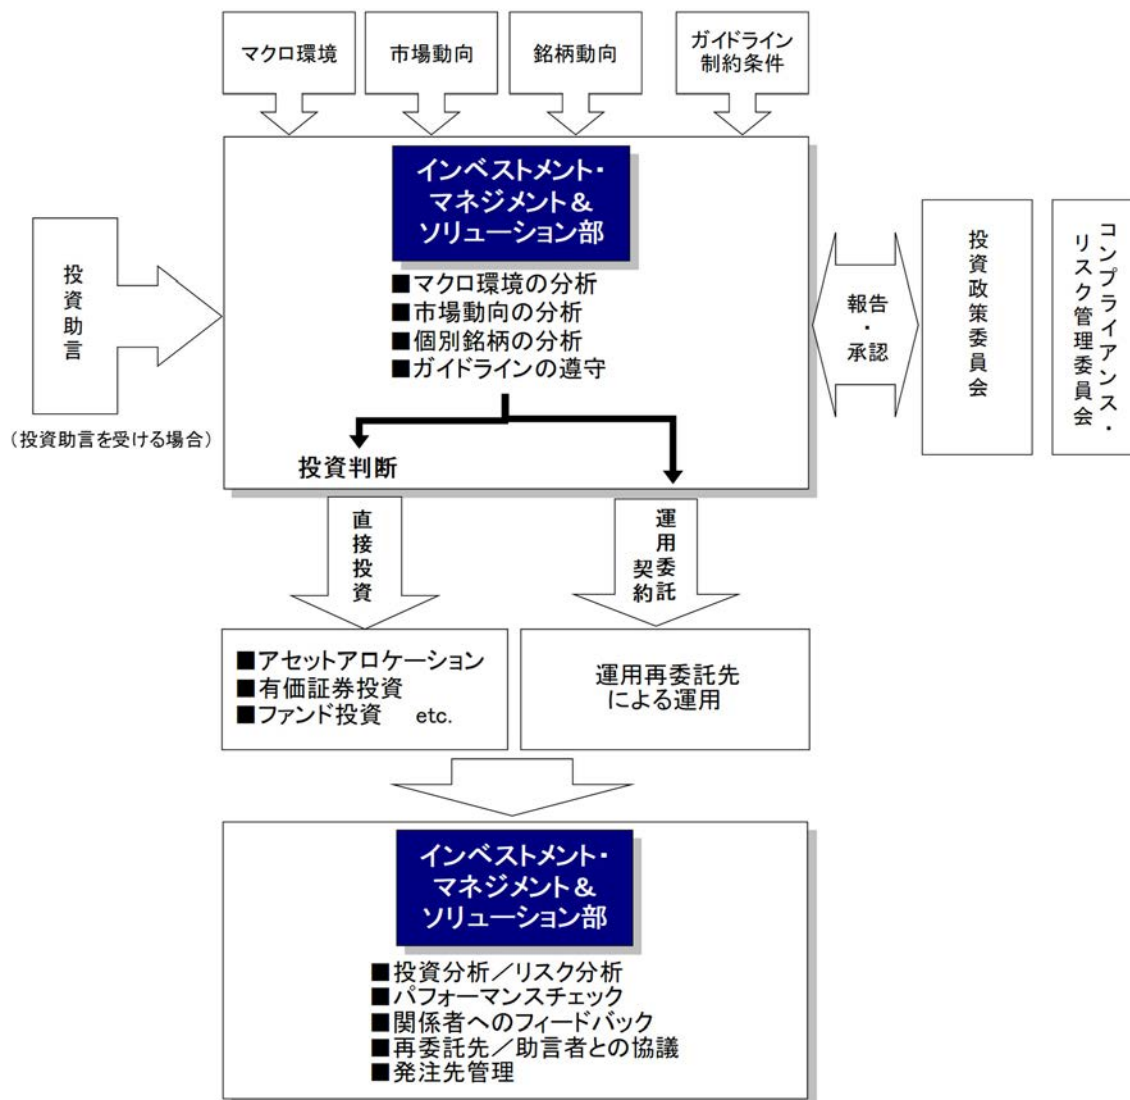 マクロ環境
市場動向
銘柄動向
ガイドライン
制約条件
インベストメント・
マネジメント＆
ソリューション部
■マクロ環境の分析
■市場動向の分析
■個別銘柄の分析
■ガイドラインの遵守
投資助言
（投資助言を受ける場合）
報告
・
承認
投資政策委員会
コンプライアンス・
リスク管理委員会
投資判断
直接投資
運用委託
契約
■アセットアロケーション
■有価証券投資
■ファンド投資 etc.
運用再委託先
による運用
インベストメント・
マネジメント＆
ソリューション部
■投資分析／リスク分析
■パフォーマンスチェック
■関係者へのフィードバック
■再委託先／助言者との協議
■発注先管理